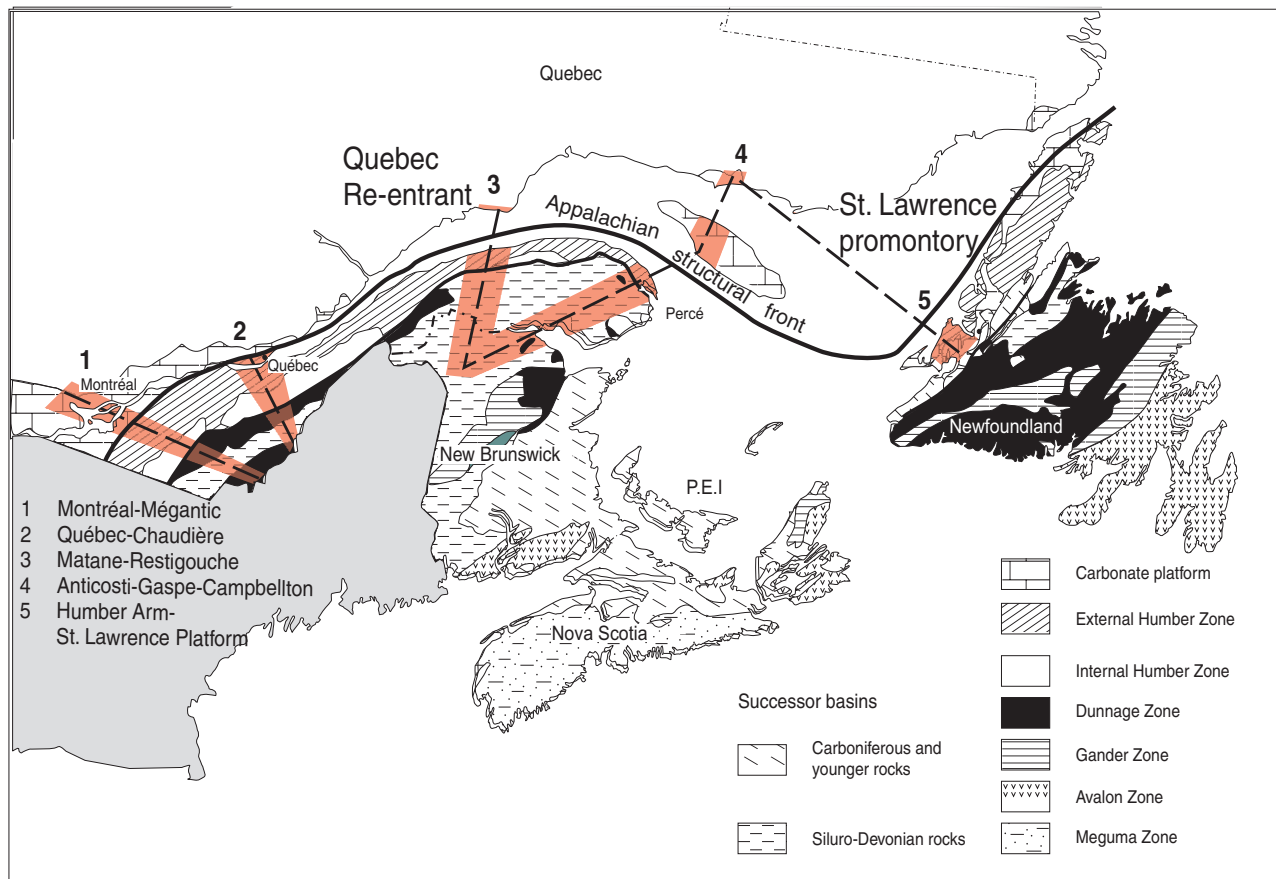 Quebec
Quebec
Re-entrant
3
4
St. Lawrence
promontory
Appalachian
structural
front
5
Percé
2
Québec
1
Montréal
New Brunswick
Newfoundland
P.E.I
Nova Scotia
1 Montréal-Mégantic
2 Québec-Chaudière
3 Matane-Restigouche
4 Anticosti-Gaspe-Campbellton
5 Humber Arm-
St. Lawrence Platform
Successor basins
Carboniferous and
younger rocks
Siluro-Devonian rocks
Carbonate platform
External Humber Zone
Internal Humber Zone
Dunnage Zone
Gander Zone
Avalon Zone
Meguma Zone